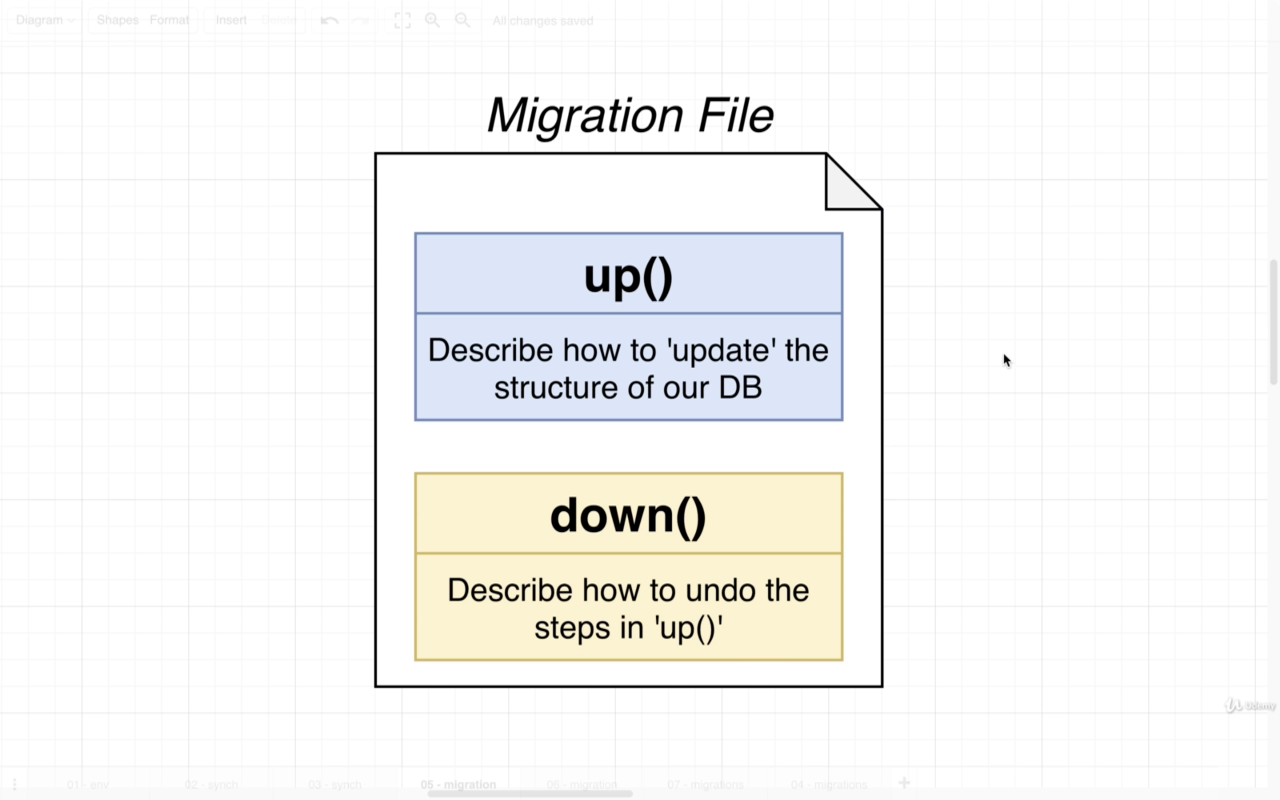 Diagram Shapes Format Insert Delete All changes saved
Migration File
up()
Describe how to 'update' the
structure of our DB
down()
Describe how to undo the
steps in 'up()'
Udemy
01 - env 02 - synch 03 - synch 05 - migration 06 - migration 07 - migrations 04 - migrations